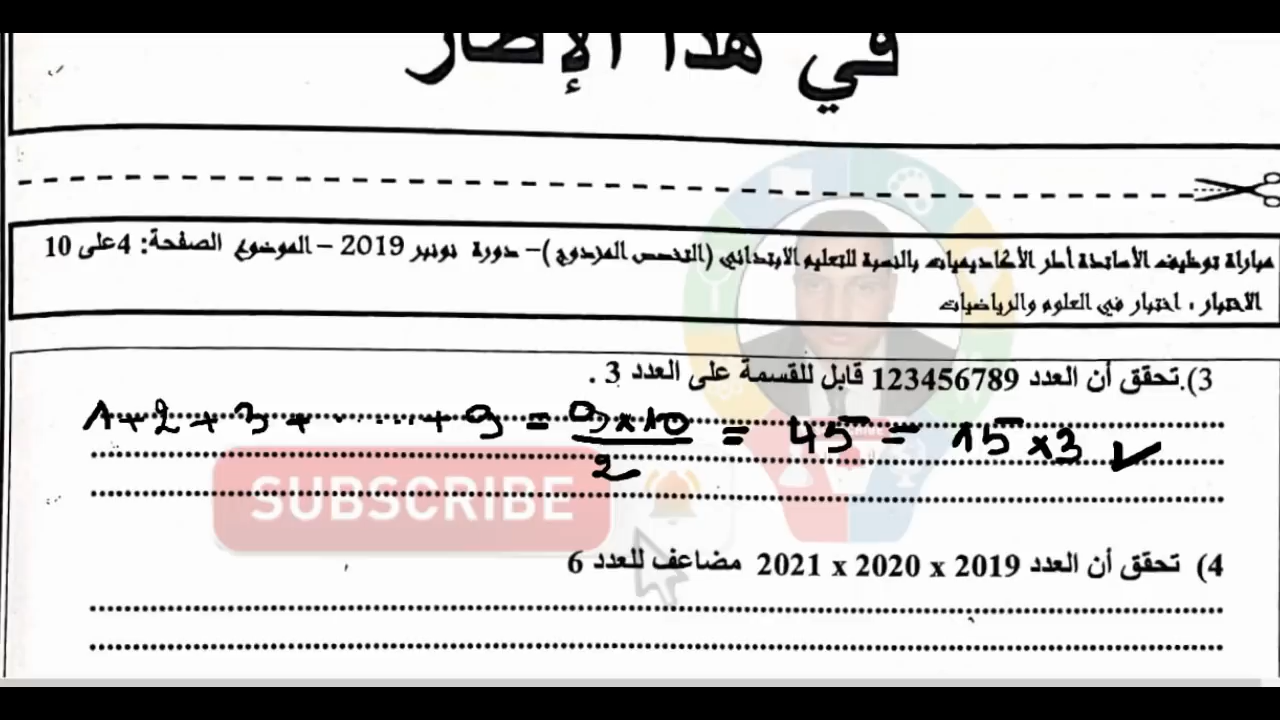 في هذا الإطار
مباراة توظيف الأساتذة أطر الأكاديميات بالنسبة للتعليم الابتدائي (التخصص المزدوج) – دورة نونبر 2019 – الموضوع الصفحة: 4 على 10
الاختبار : اختبار في العلوم والرياضيات
3). تحقق أن العدد 123456789 قابل للقسمة على العدد 3 .
1+2+3+......+9 = 9x10/2 = 45 = 15x3 ✓
SUBSCRIBE
4) تحقق أن العدد 2019 x 2020 x 2021 مضاعف للعدد 6